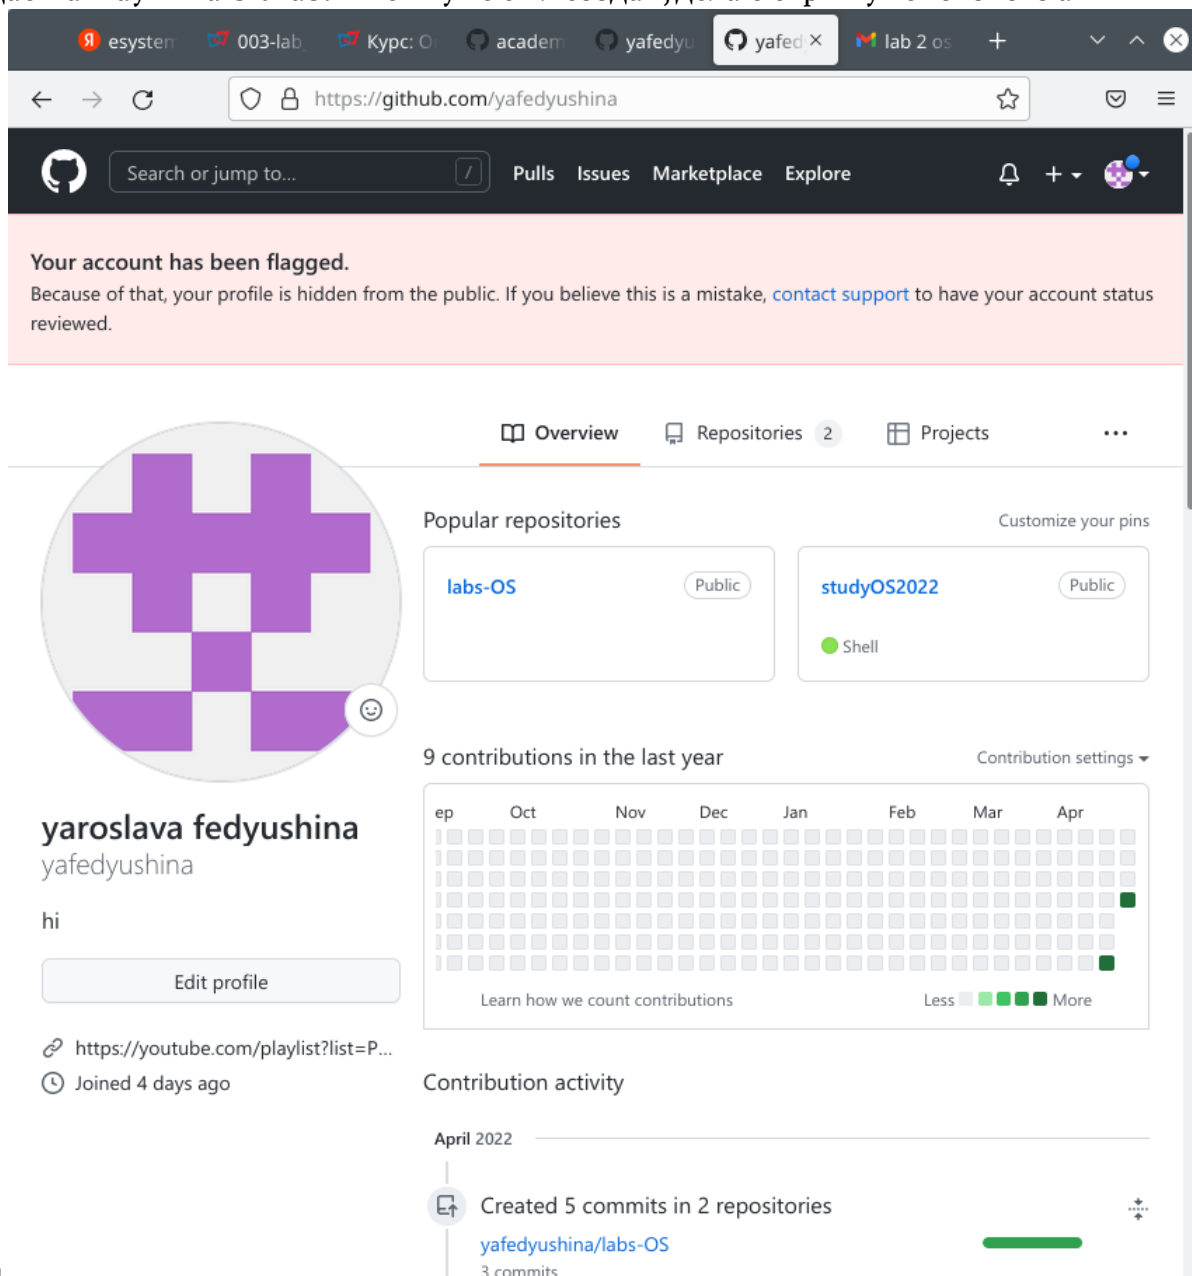 esystem
003-lab_
Курс: О
academ
yafedyu
yafed
lab 2 os
https://github.com/yafedyushina
Search or jump to...
/
Pulls
Issues
Marketplace
Explore
Your account has been flagged.
Because of that, your profile is hidden from the public. If you believe this is a mistake, contact support to have your account status
reviewed.
Overview
Repositories 2
Projects
Popular repositories
Customize your pins
labs-OS
Public
studyOS2022
Public
Shell
9 contributions in the last year
Contribution settings
ep Oct Nov Dec Jan Feb Mar Apr
Learn how we count contributions
Less More
yaroslava fedyushina
yafedyushina
hi
Edit profile
https://youtube.com/playlist?list=P...
Joined 4 days ago
Contribution activity
April 2022
Created 5 commits in 2 repositories
yafedyushina/labs-OS
3 commits